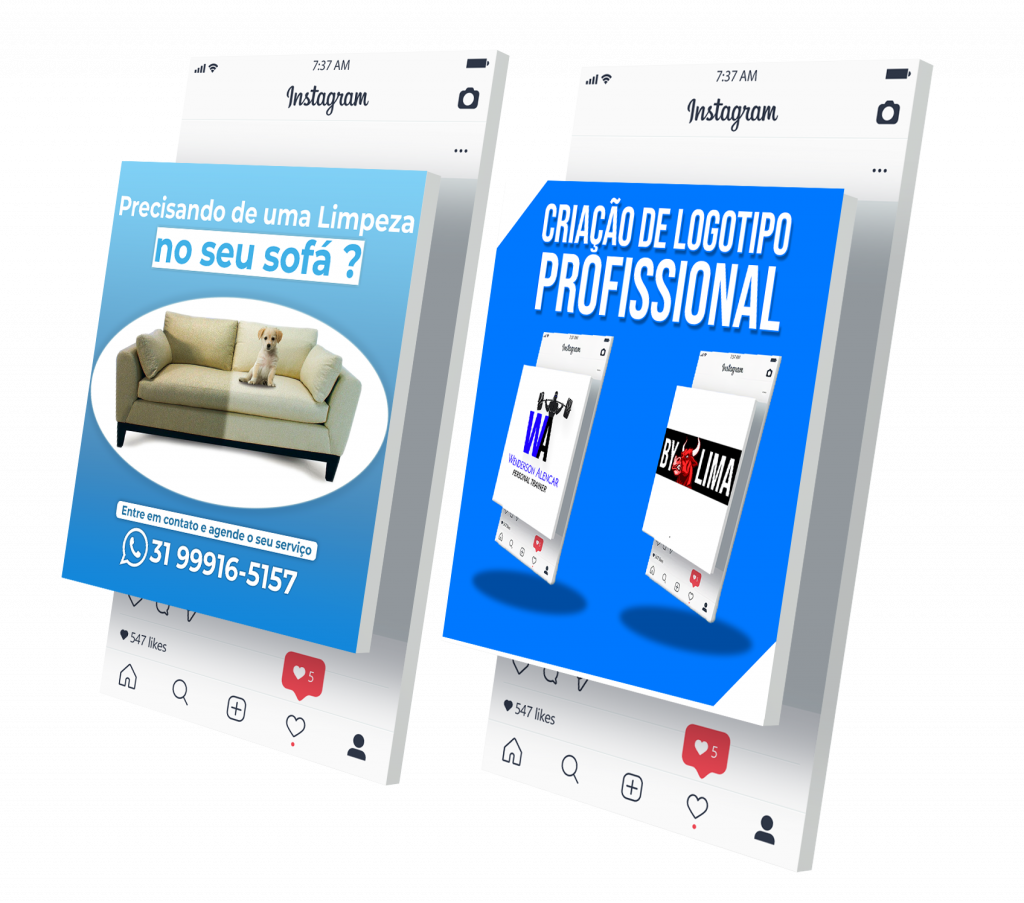 7:37 AM
Instagram
Precisando de uma Limpeza
no seu sofá ?
Entre em contato e agende o seu serviço
31 99916-5157
547 likes
5
7:37 AM
Instagram
CRIAÇÃO DE LOGOTIPO
PROFISSIONAL
Instagram
WA
WENDERSON ALENCAR
PERSONAL TRAINER
Instagram
BY LIMA
547 likes
5